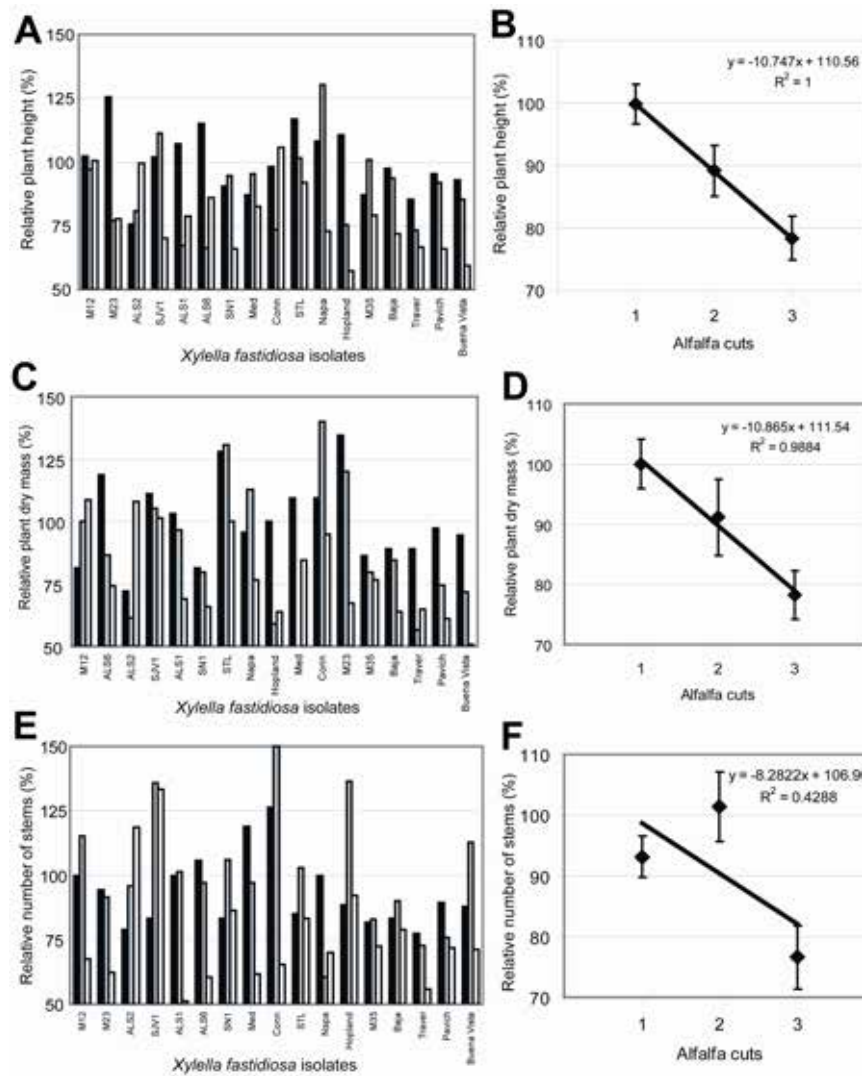 A
Relative plant height (%)
150
125
100
75
50
M12
M23
ALS2
SJV1
ALS1
ALS6
SN1
Med
Conn
STL
Napa
Hopland
M35
Baja
Traver
Pavich
Buena Vista
Xylella fastidiosa isolates
B
Relative plant height (%)
110
100
90
80
70
y = -10.747x + 110.56
R² = 1
1 2 3
Alfalfa cuts
C
Relative plant dry mass (%)
150
125
100
75
50
M12
ALS6
ALS2
SJV1
ALS1
SN1
STL
Napa
Hopland
Med
Conn
M23
M35
Baja
Traver
Pavich
Buena Vista
Xylella fastidiosa isolates
D
Relative plant dry mass (%)
110
100
90
80
70
y = -10.865x + 111.54
R² = 0.9884
1 2 3
Alfalfa cuts
E
Relative number of stems (%)
150
125
100
75
50
M12
M23
ALS2
SJV1
ALS1
ALS6
SN1
Med
Conn
STL
Napa
Hopland
M35
Baja
Traver
Pavich
Buena Vista
Xylella fastidiosa isolates
F
Relative number of stems (%)
110
100
90
80
70
y = -8.2822x + 106.9
R² = 0.4288
1 2 3
Alfalfa cuts